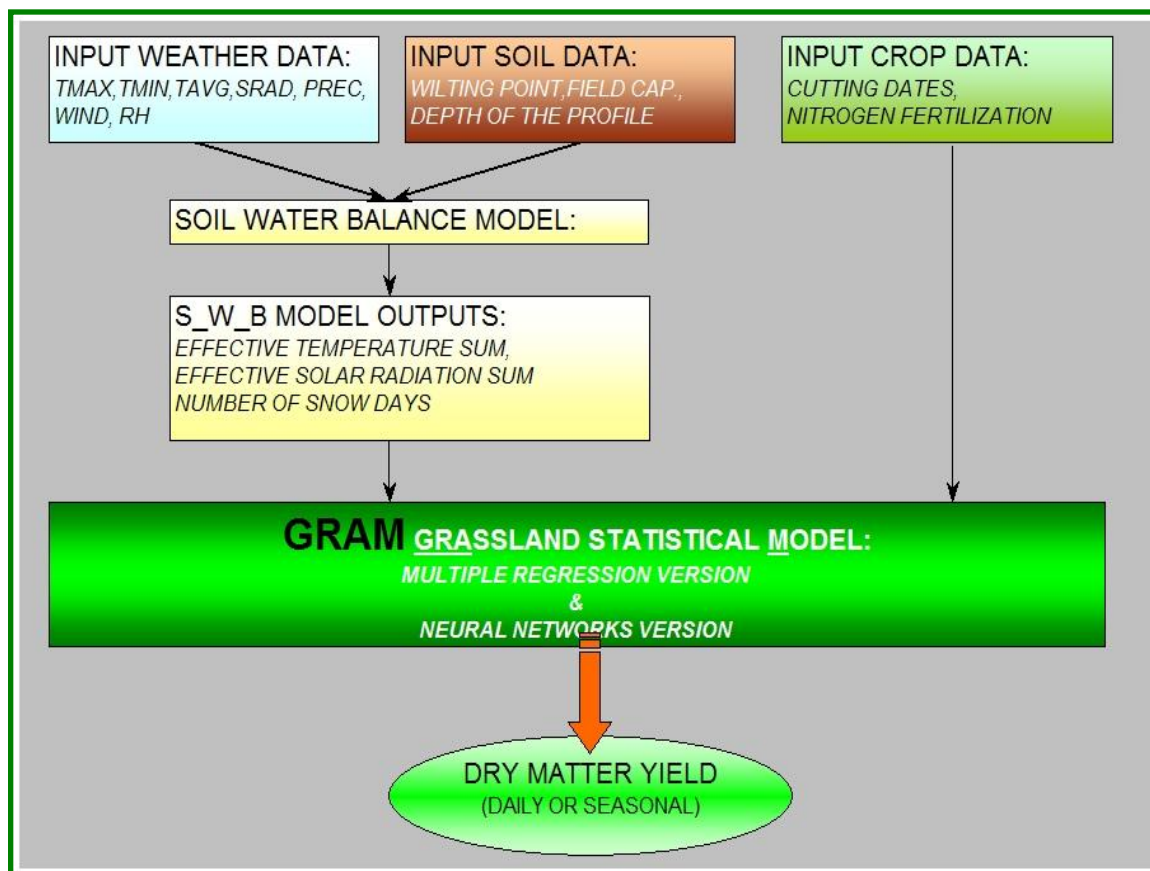 INPUT WEATHER DATA:
TMAX,TMIN,TAVG,SRAD, PREC,
WIND, RH
INPUT SOIL DATA:
WILTING POINT,FIELD CAP.,
DEPTH OF THE PROFILE
INPUT CROP DATA:
CUTTING DATES,
NITROGEN FERTILIZATION
SOIL WATER BALANCE MODEL:
S_W_B MODEL OUTPUTS:
EFFECTIVE TEMPERATURE SUM,
EFFECTIVE SOLAR RADIATION SUM
NUMBER OF SNOW DAYS
GRAM GRASSLAND STATISTICAL MODEL:
MULTIPLE REGRESSION VERSION
&
NEURAL NETWORKS VERSION
DRY MATTER YIELD
(DAILY OR SEASONAL)